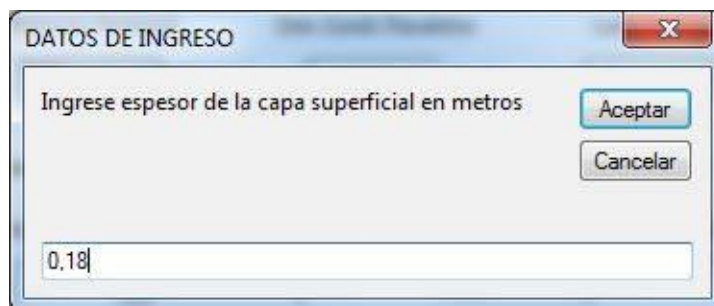 DATOS DE INGRESO
Ingrese espesor de la capa superficial en metros
Aceptar
Cancelar
0,18